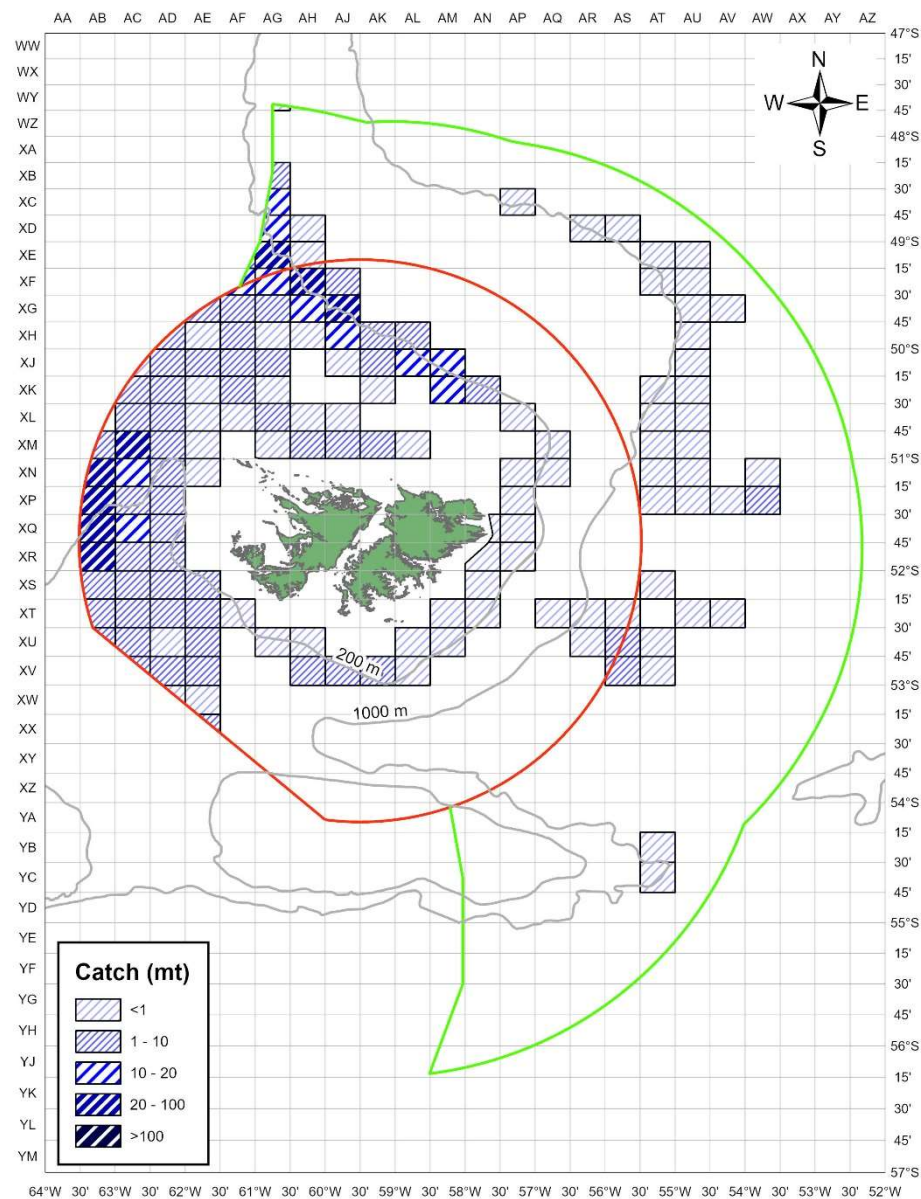 AA AB AC AD AE AF AG AH AJ AK AL AM AN AP AQ AR AS AT AU AV AW AX AY AZ
47°S
WW
15'
WX
30'
WY
45'
WZ
48°S
XA
15'
XB
30'
XC
45'
XD
49°S
XE
15'
XF
30'
XG
45'
XH
50°S
XJ
15'
XK
30'
XL
45'
XM
51°S
XN
15'
XP
30'
XQ
45'
XR
52°S
XS
15'
XT
30'
XU
45'
XV
53°S
XW
15'
XX
30'
XY
45'
XZ
54°S
YA
15'
YB
30'
YC
45'
YD
55°S
YE
15'
YF
30'
YG
45'
YH
56°S
YJ
15'
YK
30'
YL
45'
YM
57°S
N
W E
S
200 m
1000 m
Catch (mt)
<1
1 - 10
10 - 20
20 - 100
>100
64°W 30' 63°W 30' 62°W 30' 61°W 30' 60°W 30' 59°W 30' 58°W 30' 57°W 30' 56°W 30' 55°W 30' 54°W 30' 53°W 30' 52°W